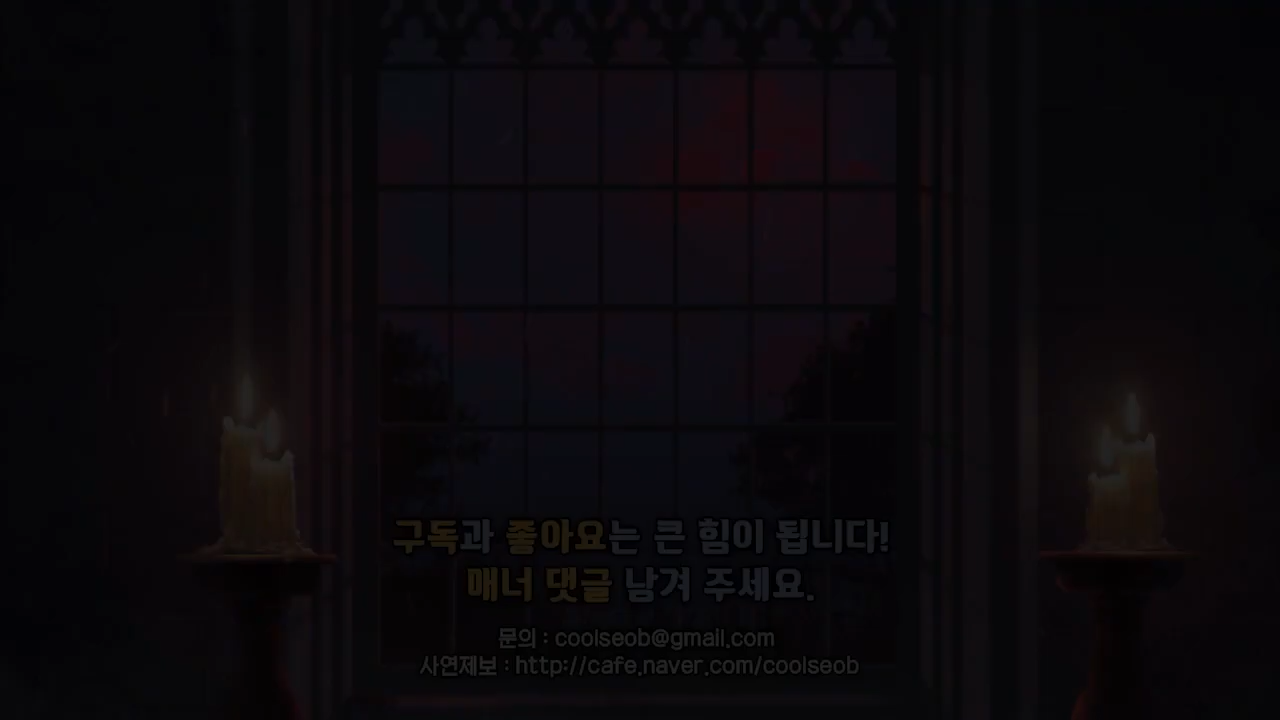 구독과 좋아요는 큰 힘이 됩니다!
매너 댓글 남겨 주세요.
문의 : coolseob@gmail.com
사연제보 : http://cafe.naver.com/coolseob